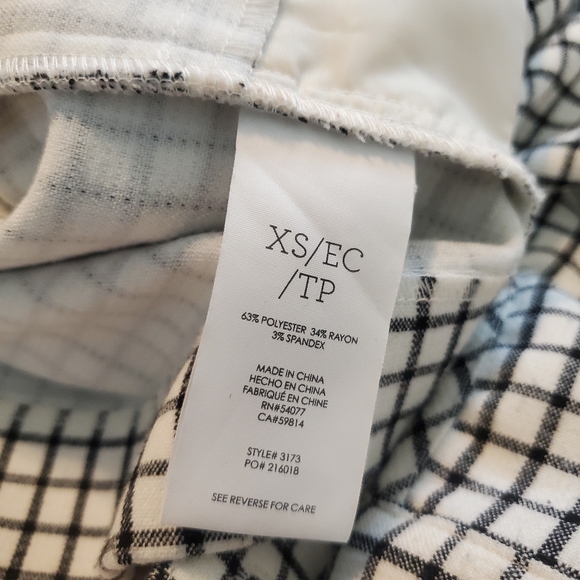 XS/EC
/TP
63% POLYESTER 34% RAYON
3% SPANDEX
MADE IN CHINA
HECHO EN CHINA
FABRIQUÉ EN CHINE
RN#54077
CA#59814
STYLE# 3173
PO# 216018
SEE REVERSE FOR CARE